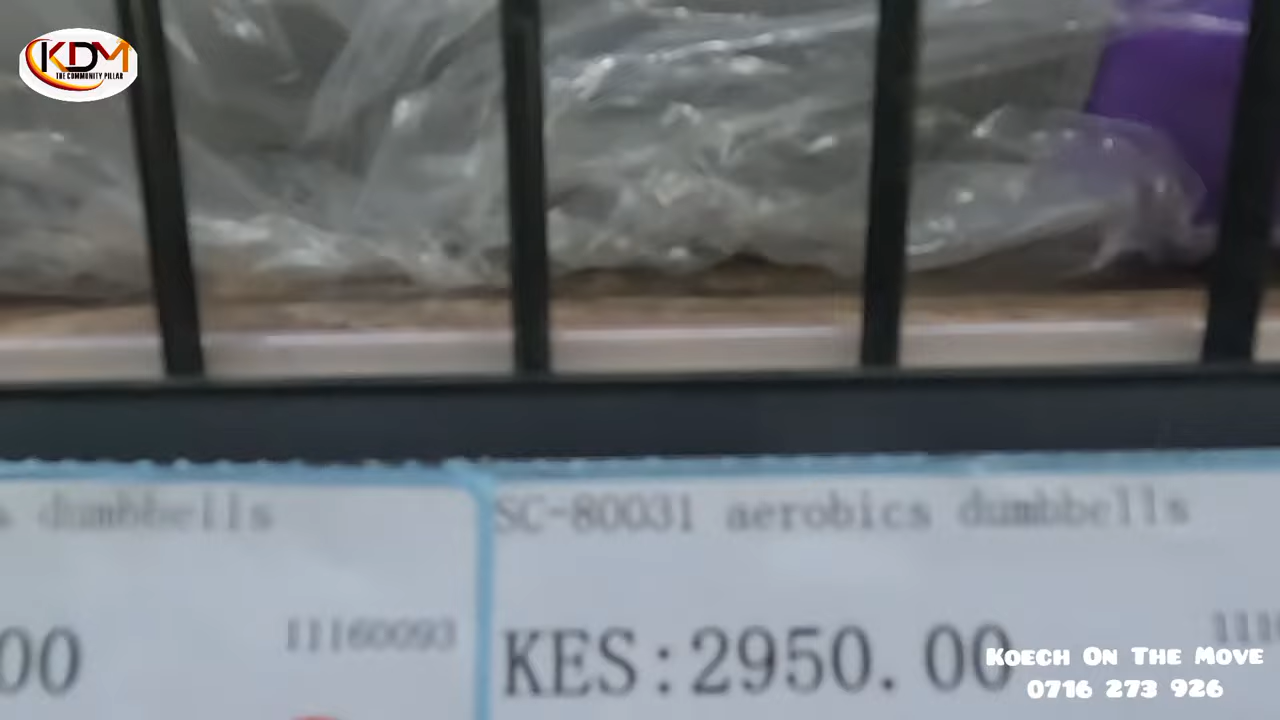 KDM
THE COMMUNITY PILLAR
dumbbells
SC-80031 aerobics dumbbells
11160093
00
KES:2950.00
KOECH ON THE MOVE
0716 273 926